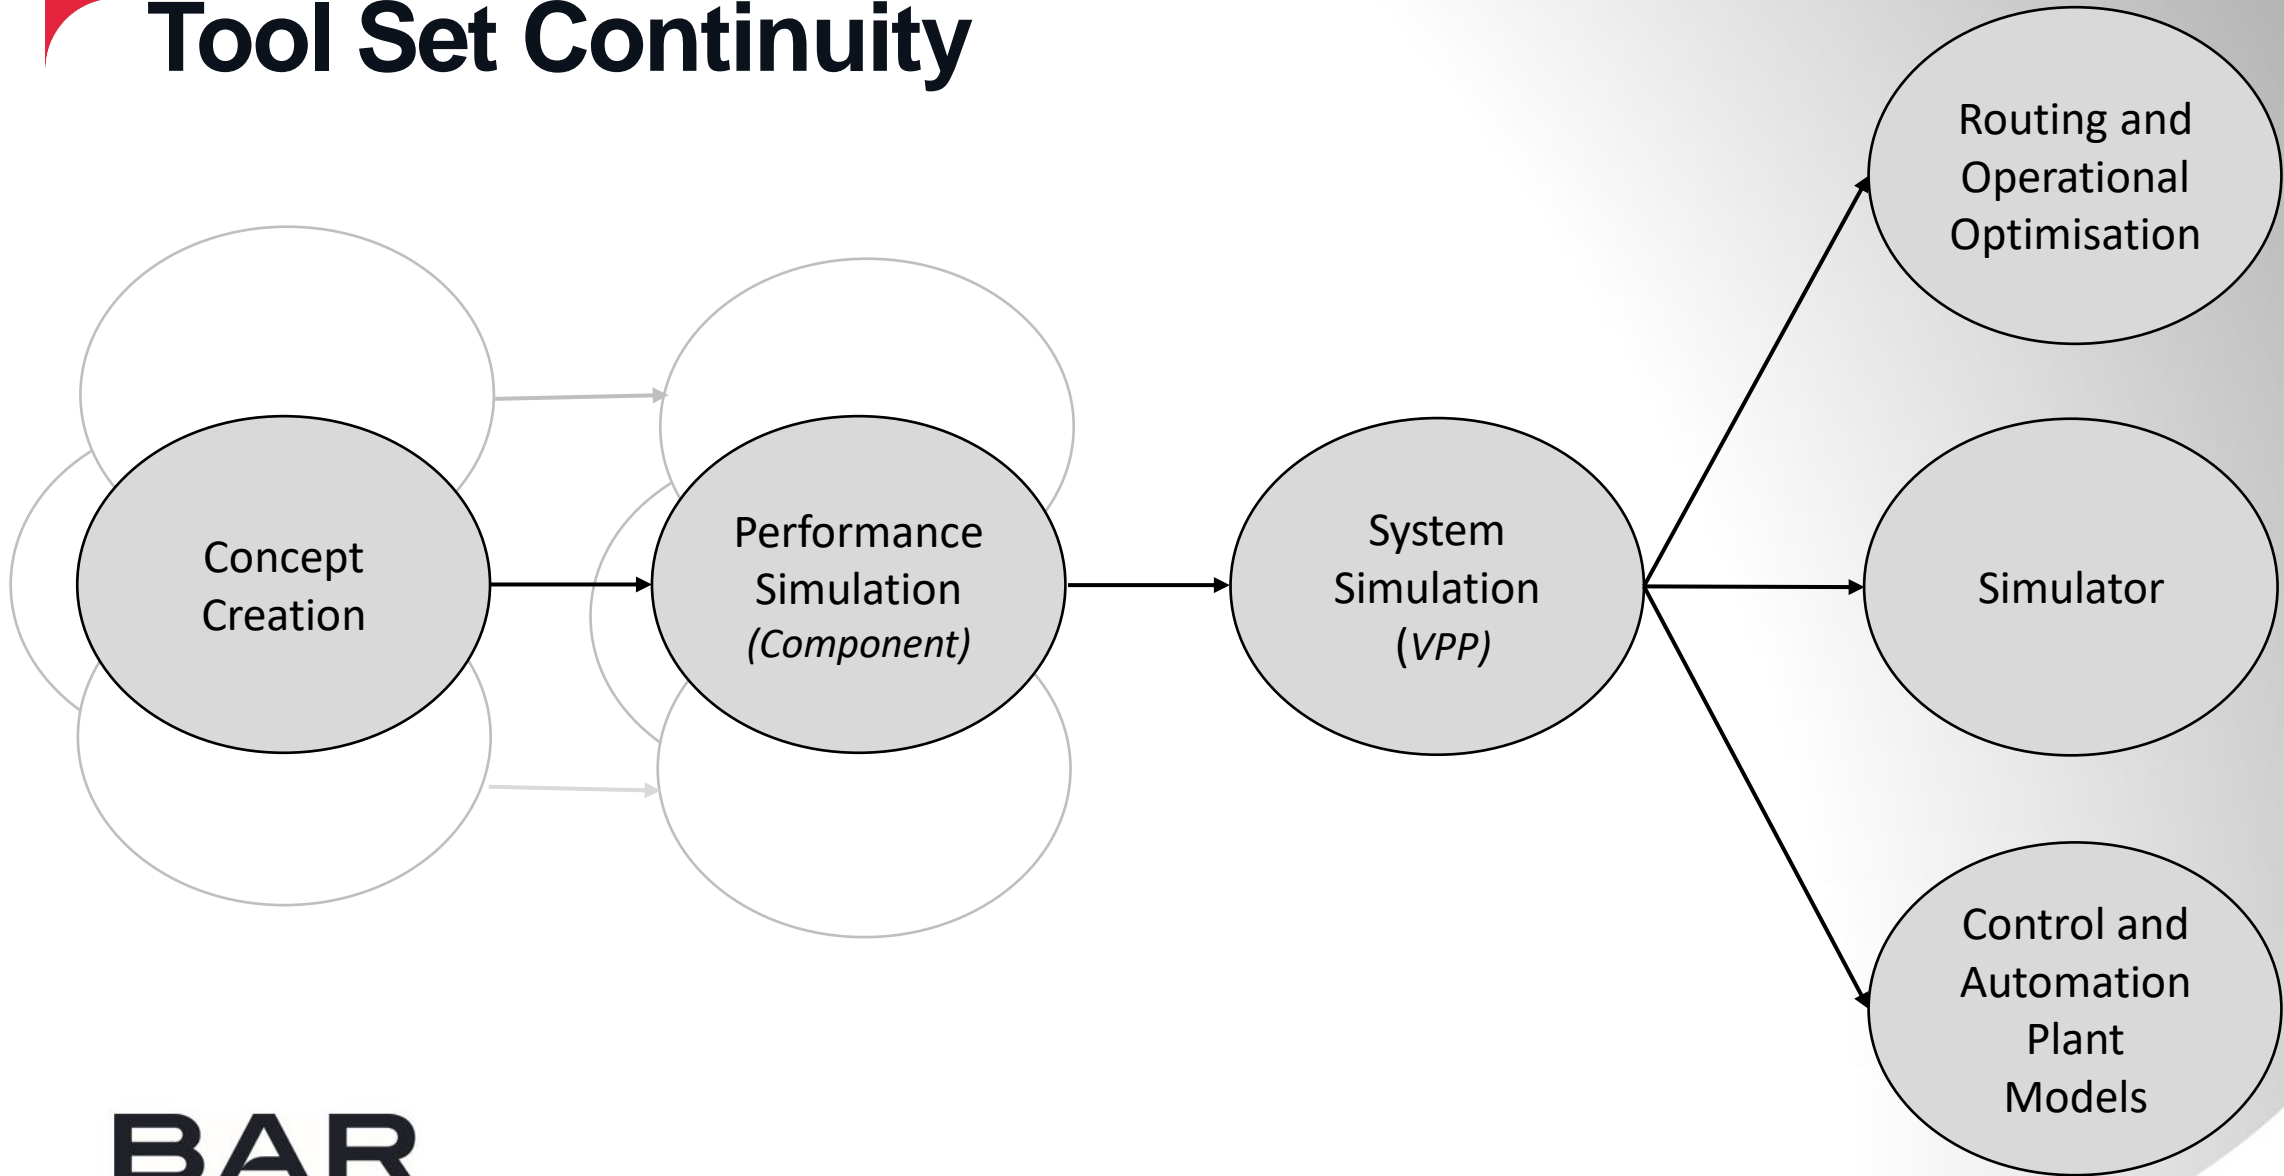 Tool Set Continuity
Routing and
Operational
Optimisation
Concept
Creation
Performance
Simulation
(Component)
System
Simulation
(VPP)
Simulator
Control and
Automation
Plant
Models
BAR